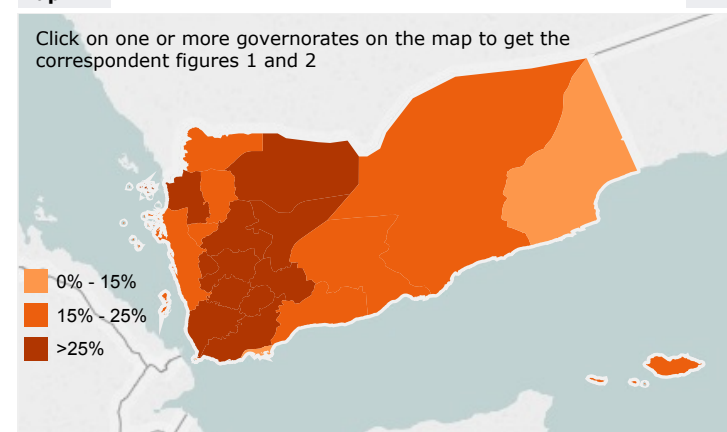 Click on one or more governorates on the map to get the
correspondent figures 1 and 2
0% - 15%
15% - 25%
>25%